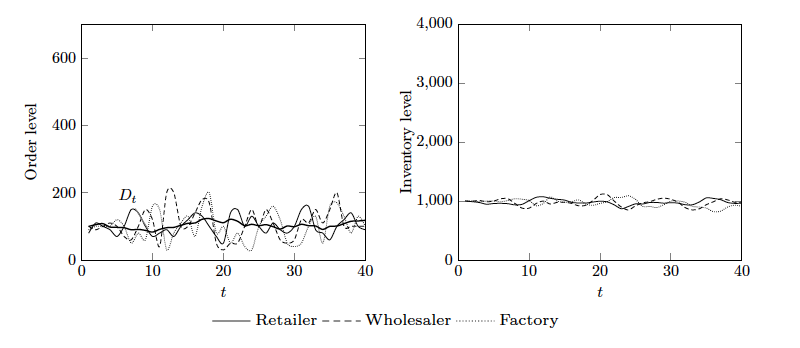 600
400
200
0
Order level
D_t
0 10 20 30 40
t
4,000
3,000
2,000
1,000
0
Inventory level
0 10 20 30 40
t
Retailer Wholesaler Factory